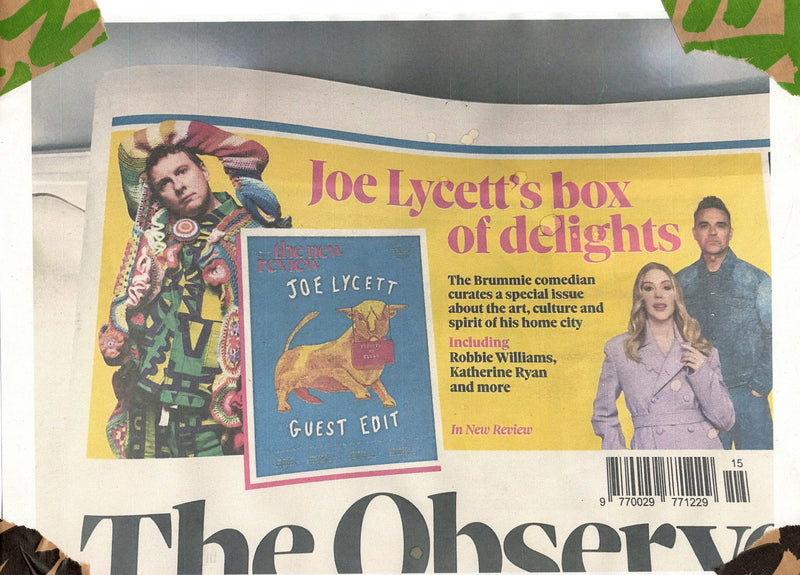 Joe Lycett's box
of delights
the new
review
JOE LYCETT
GUEST EDIT
The Brummie comedian
curates a special issue
about the art, culture and
spirit of his home city
Including
Robbie Williams,
Katherine Ryan
and more
In New Review
15
9 770029 771229
The Observe